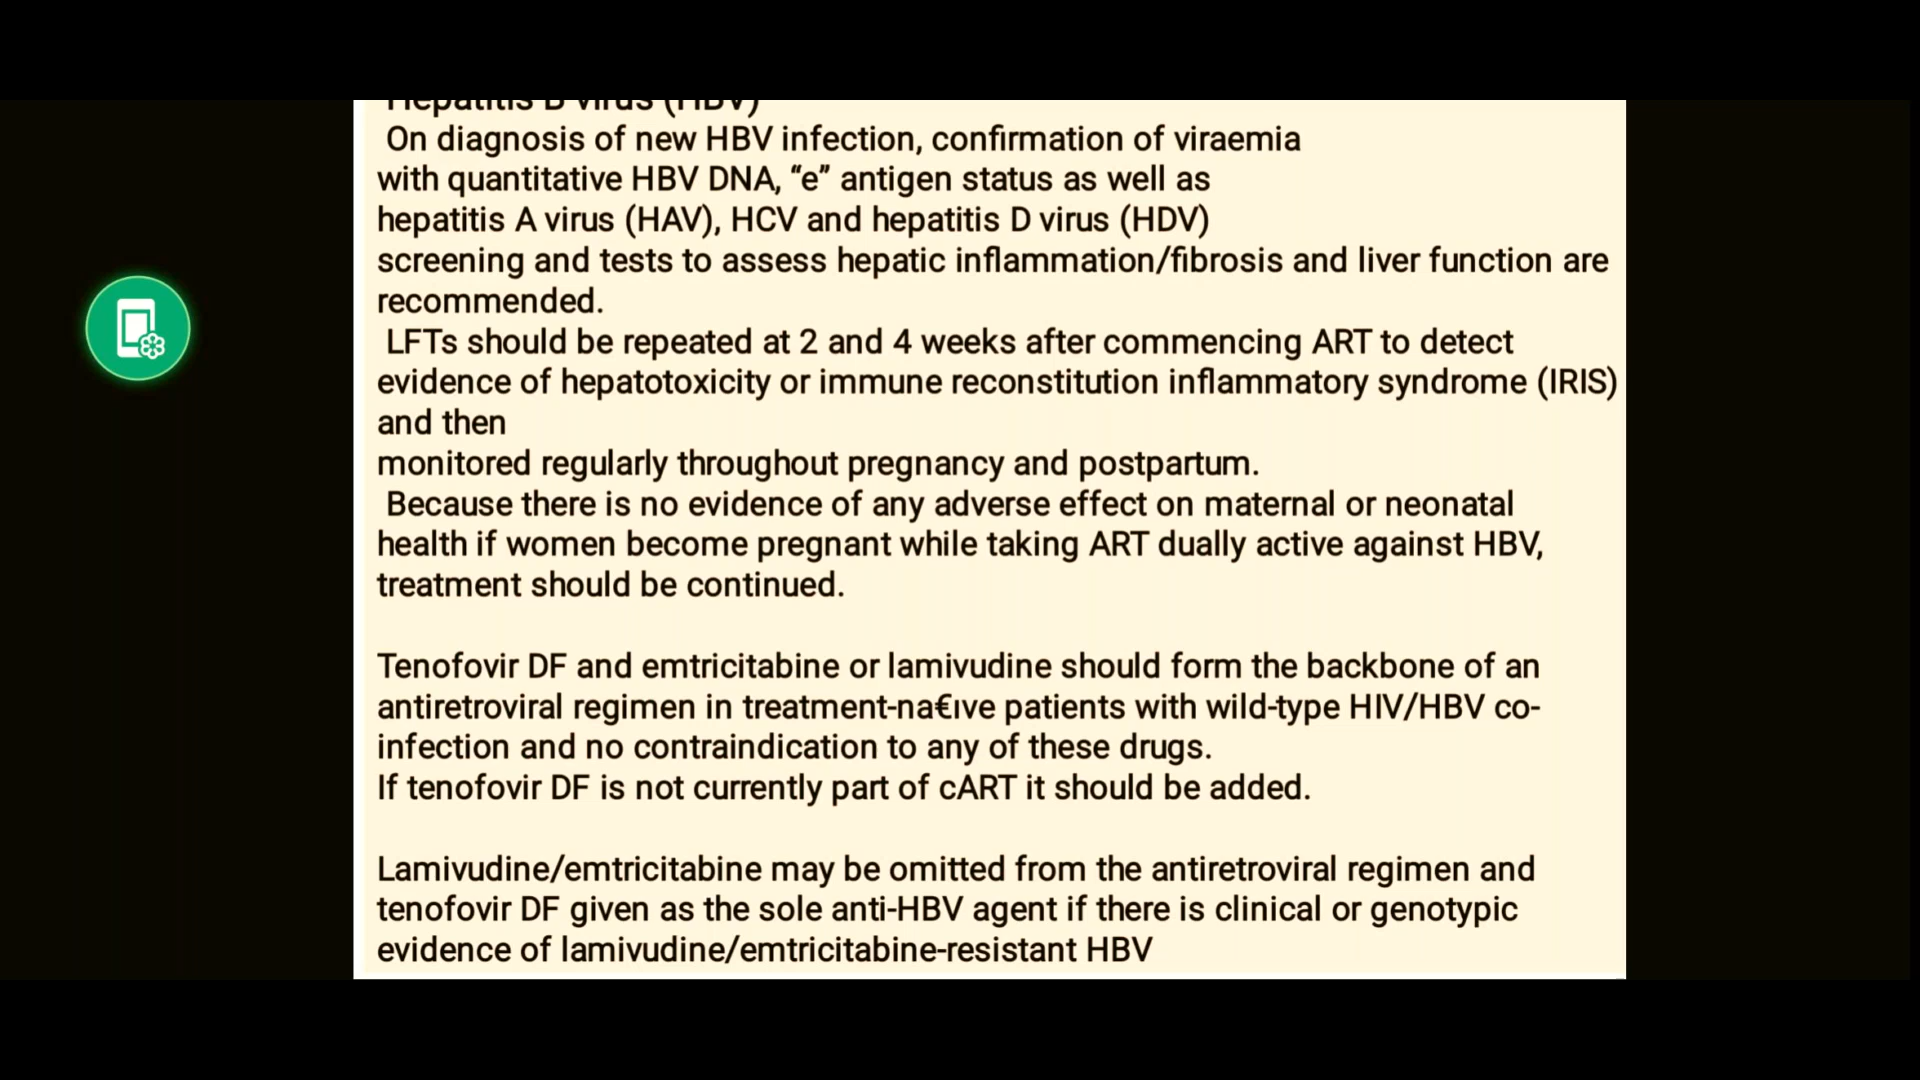 Hepatitis B virus (HBV)
On diagnosis of new HBV infection, confirmation of viraemia
with quantitative HBV DNA, “e” antigen status as well as
hepatitis A virus (HAV), HCV and hepatitis D virus (HDV)
screening and tests to assess hepatic inflammation/fibrosis and liver function are
recommended.
LFTs should be repeated at 2 and 4 weeks after commencing ART to detect
evidence of hepatotoxicity or immune reconstitution inflammatory syndrome (IRIS)
and then
monitored regularly throughout pregnancy and postpartum.
Because there is no evidence of any adverse effect on maternal or neonatal
health if women become pregnant while taking ART dually active against HBV,
treatment should be continued.
Tenofovir DF and emtricitabine or lamivudine should form the backbone of an
antiretroviral regimen in treatment-na€ıve patients with wild-type HIV/HBV co-
infection and no contraindication to any of these drugs.
If tenofovir DF is not currently part of cART it should be added.
Lamivudine/emtricitabine may be omitted from the antiretroviral regimen and
tenofovir DF given as the sole anti-HBV agent if there is clinical or genotypic
evidence of lamivudine/emtricitabine-resistant HBV